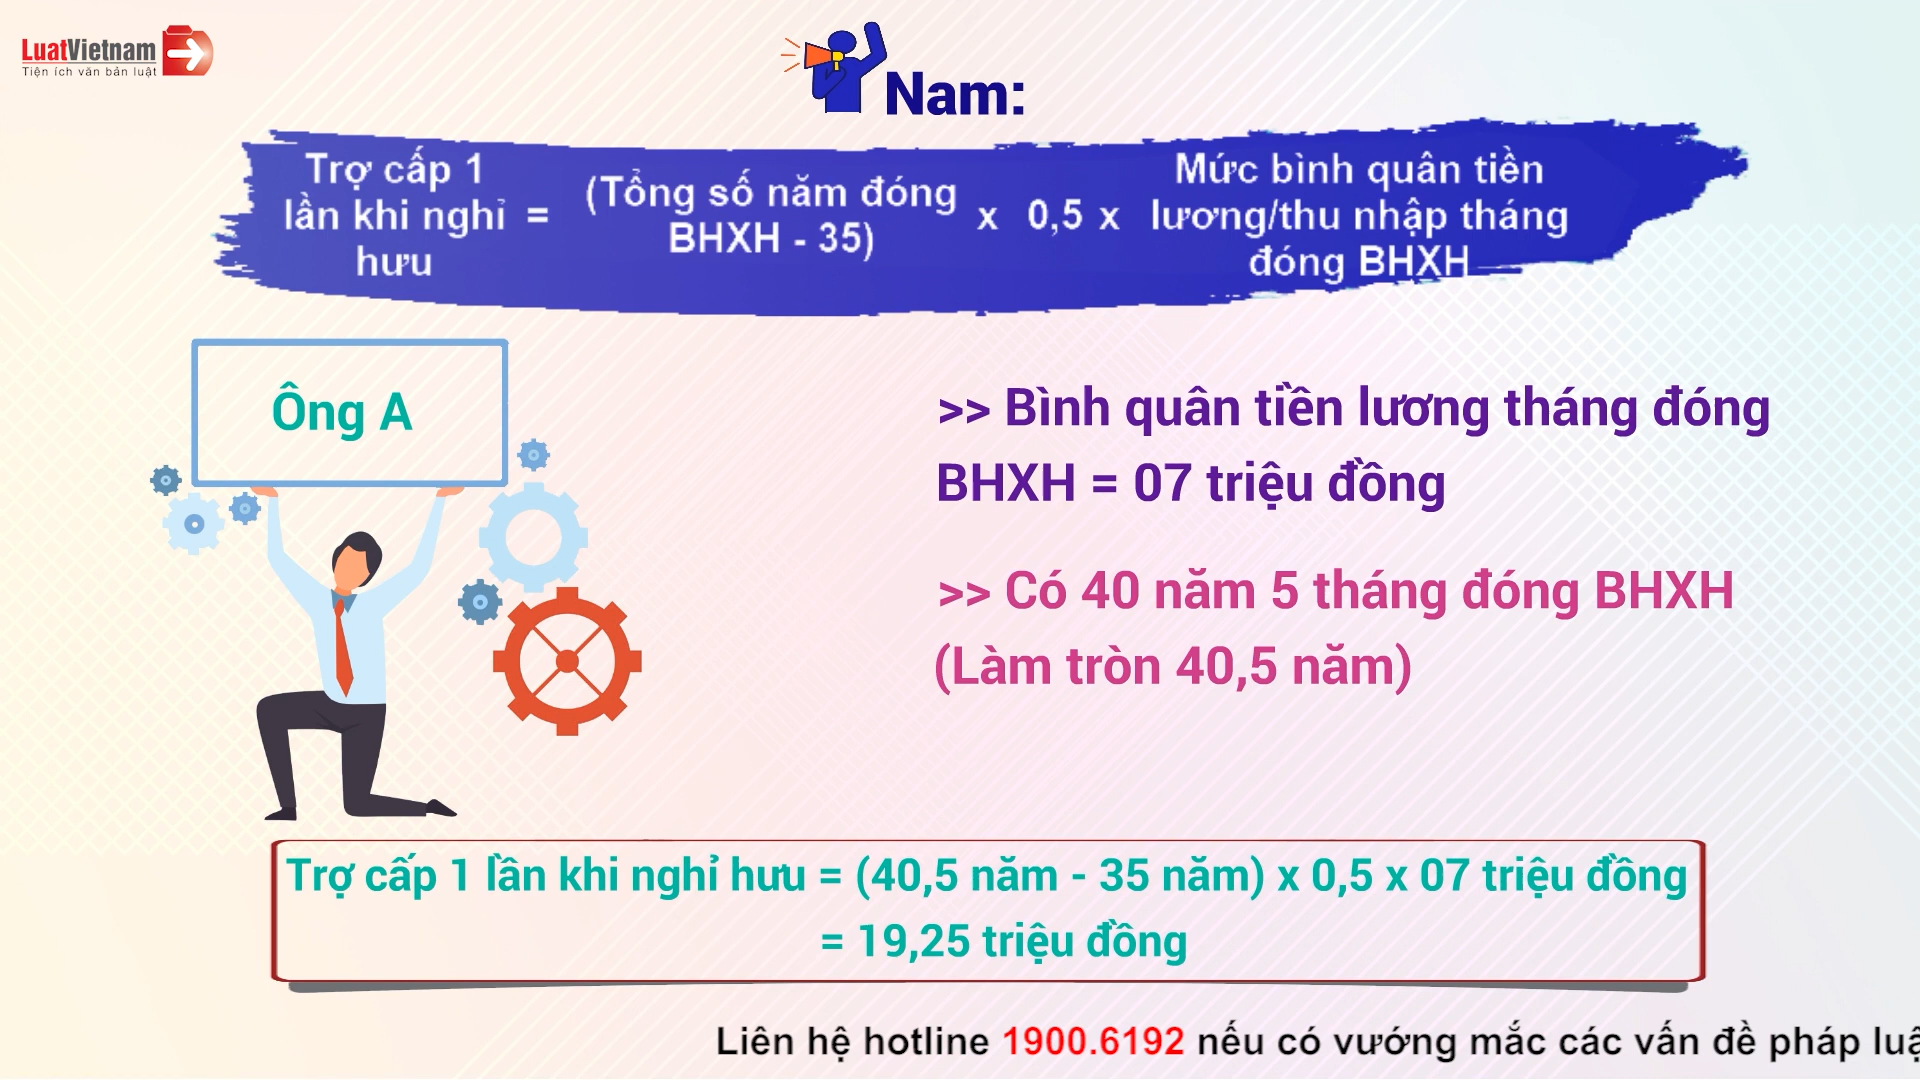 LuatVietnam
Tiện ích văn bản luật
Nam:
Trợ cấp 1
lần khi nghỉ
hưu
=
(Tổng số năm đóng
BHXH - 35)
x 0,5 x
Mức bình quân tiền
lương/thu nhập tháng
đóng BHXH
Ông A
>> Bình quân tiền lương tháng đóng
BHXH = 07 triệu đồng
>> Có 40 năm 5 tháng đóng BHXH
(Làm tròn 40,5 năm)
Trợ cấp 1 lần khi nghỉ hưu = (40,5 năm - 35 năm) x 0,5 x 07 triệu đồng
= 19,25 triệu đồng
Liên hệ hotline 1900.6192 nếu có vướng mắc các vấn đề pháp